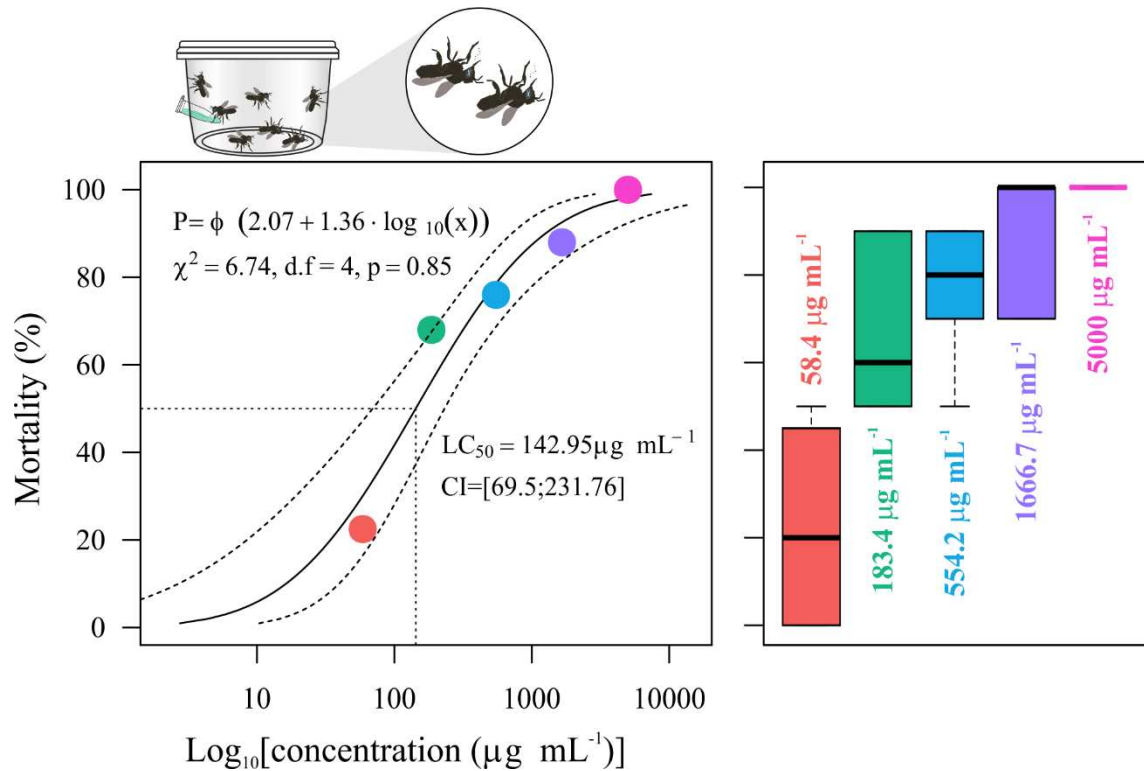 P= ϕ (2.07 + 1.36 · log ₁₀(x))
χ² = 6.74, d.f = 4, p = 0.85
LC₅₀ = 142.95μg mL⁻¹
CI=[69.5;231.76]
Mortality (%)
100
80
60
40
20
0
10
100
1000
10000
Log₁₀[concentration (μg mL⁻¹)]
58.4 μg mL⁻¹
183.4 μg mL⁻¹
554.2 μg mL⁻¹
1666.7 μg mL⁻¹
5000 μg mL⁻¹